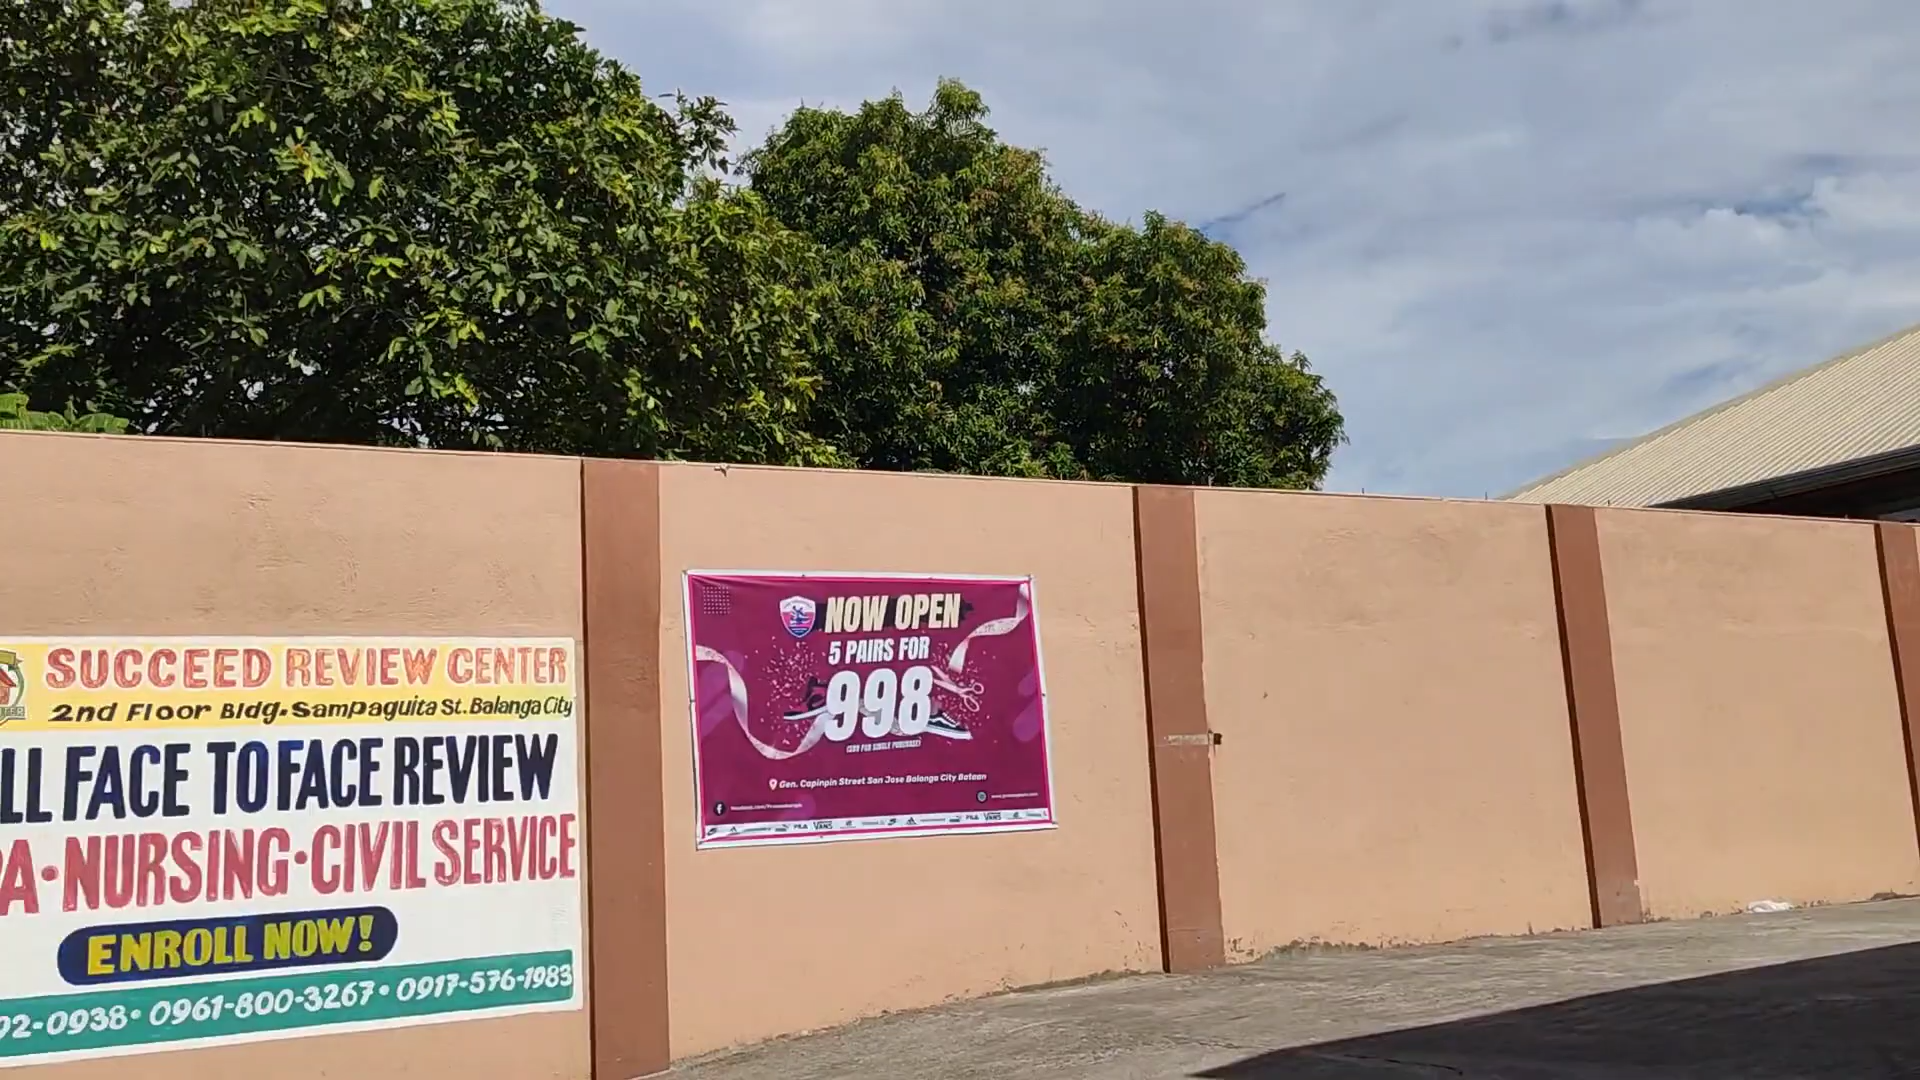 SUCCEED REVIEW CENTER
2nd Floor Bldg. Sampaguita St. Balanga City
LL FACE TO FACE REVIEW
A•NURSING•CIVIL SERVICE
ENROLL NOW!
92-0938• 0961-800-3267• 0917-576-1983
NOW OPEN
5 PAIRS FOR
998
Gen. Capinpin Street San Jose Balanga City Bataan
FILA VANS FILA VANS